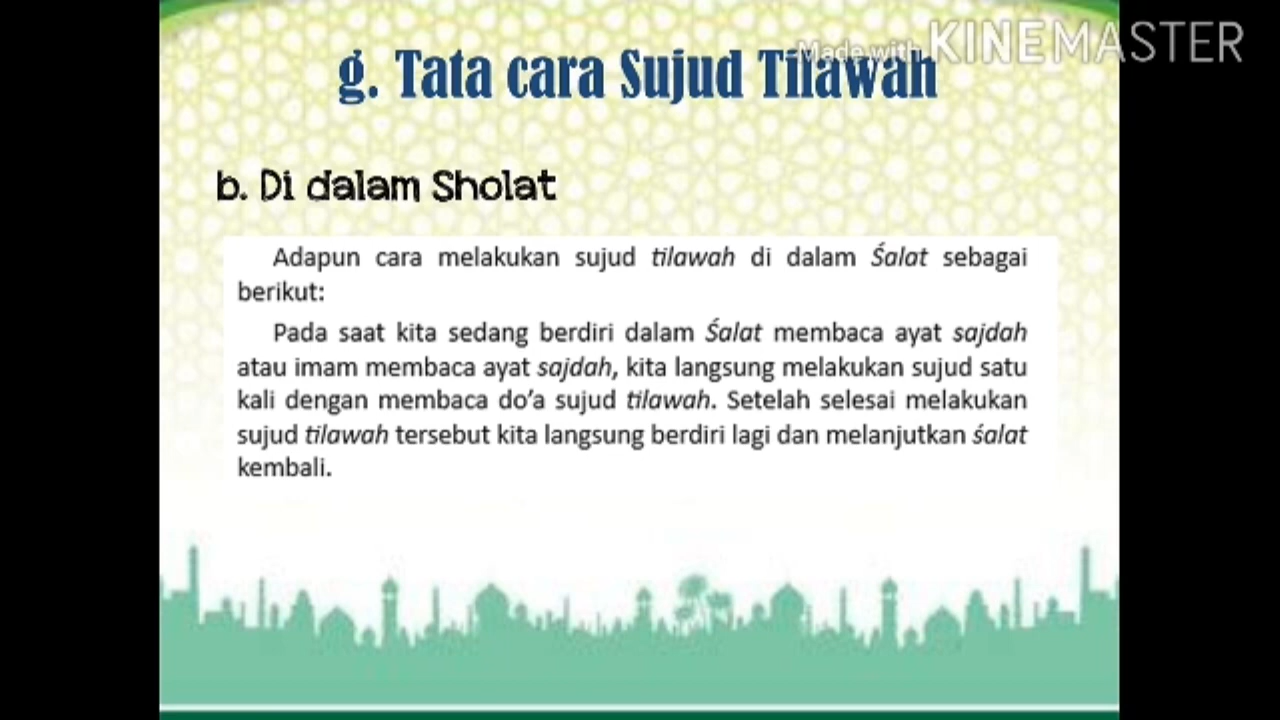 Made with KINEMASTER
g. Tata cara Sujud Tilawah
b. Di dalam Sholat
Adapun cara melakukan sujud tilawah di dalam Śalat sebagai
berikut:
Pada saat kita sedang berdiri dalam Śalat membaca ayat sajdah
atau imam membaca ayat sajdah, kita langsung melakukan sujud satu
kali dengan membaca do’a sujud tilawah. Setelah selesai melakukan
sujud tilawah tersebut kita langsung berdiri lagi dan melanjutkan śalat
kembali.